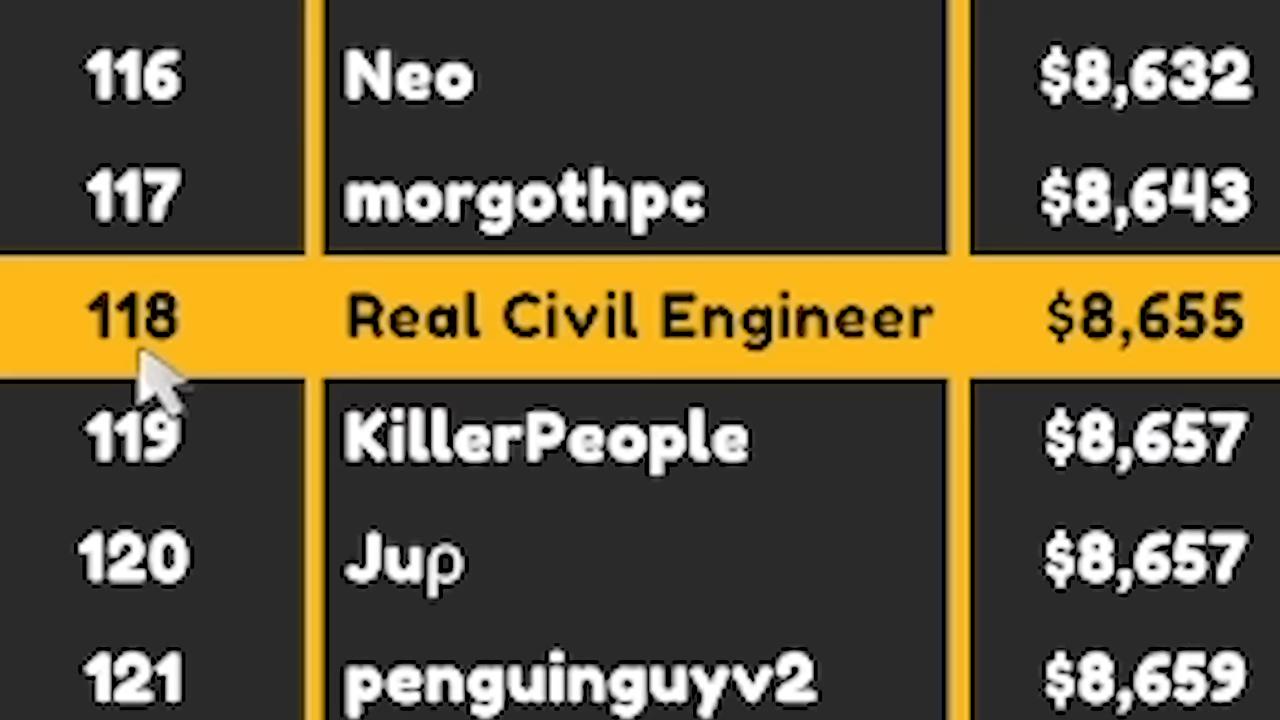 116 Neo $8,632
117 morgothpc $8,643
118 Real Civil Engineer $8,655
119 KillerPeople $8,657
120 Juρ $8,657
121 penguinguyv2 $8,659